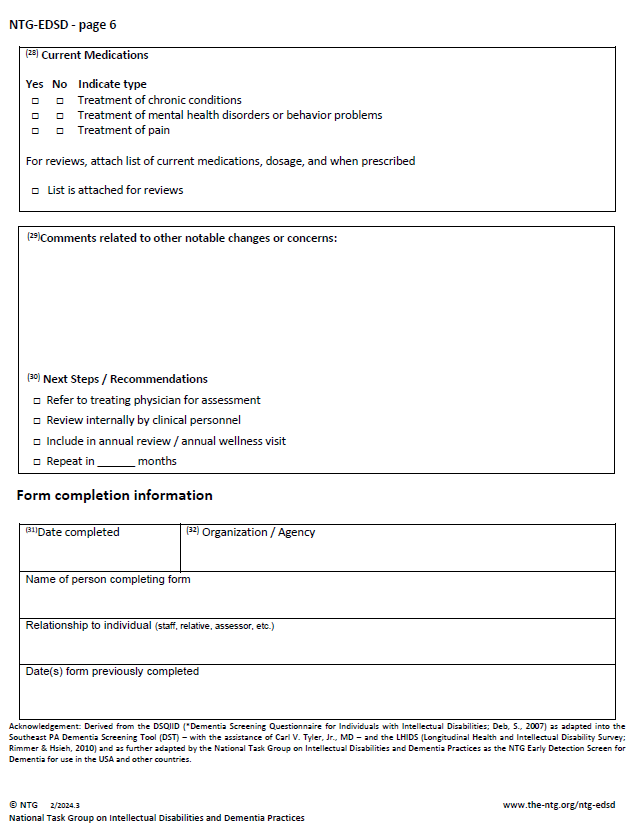 NTG-EDSD - page 6
(28) Current Medications
Yes No Indicate type
□ □ Treatment of chronic conditions
□ □ Treatment of mental health disorders or behavior problems
□ □ Treatment of pain
For reviews, attach list of current medications, dosage, and when prescribed
□ List is attached for reviews
(29)Comments related to other notable changes or concerns:
(30) Next Steps / Recommendations
□ Refer to treating physician for assessment
□ Review internally by clinical personnel
□ Include in annual review / annual wellness visit
□ Repeat in ______ months
Form completion information
(31)Date completed
(32) Organization / Agency
Name of person completing form
Relationship to individual (staff, relative, assessor, etc.)
Date(s) form previously completed
Acknowledgement: Derived from the DSQIID (*Dementia Screening Questionnaire for Individuals with Intellectual Disabilities; Deb, S., 2007) as adapted into the
Southeast PA Dementia Screening Tool (DST) – with the assistance of Carl V. Tyler, Jr., MD – and the LHIDS (Longitudinal Health and Intellectual Disability Survey;
Rimmer & Hsieh, 2010) and as further adapted by the National Task Group on Intellectual Disabilities and Dementia Practices as the NTG Early Detection Screen for
Dementia for use in the USA and other countries.
© NTG 2/2024.3
www.the-ntg.org/ntg-edsd
National Task Group on Intellectual Disabilities and Dementia Practices